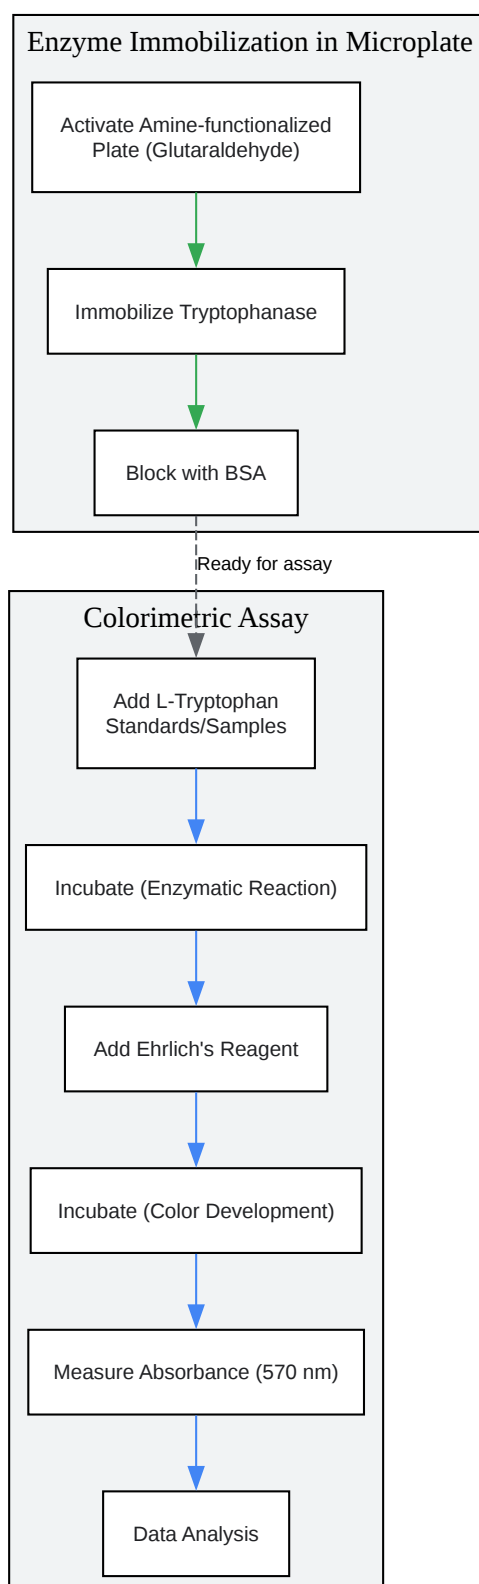 Enzyme Immobilization in Microplate
Activate Amine-functionalized
Plate (Glutaraldehyde)
Immobilize Tryptophanase
Block with BSA
Ready for assay
Colorimetric Assay
Add L-Tryptophan
Standards/Samples
Incubate (Enzymatic Reaction)
Add Ehrlich's Reagent
Incubate (Color Development)
Measure Absorbance (570 nm)
Data Analysis